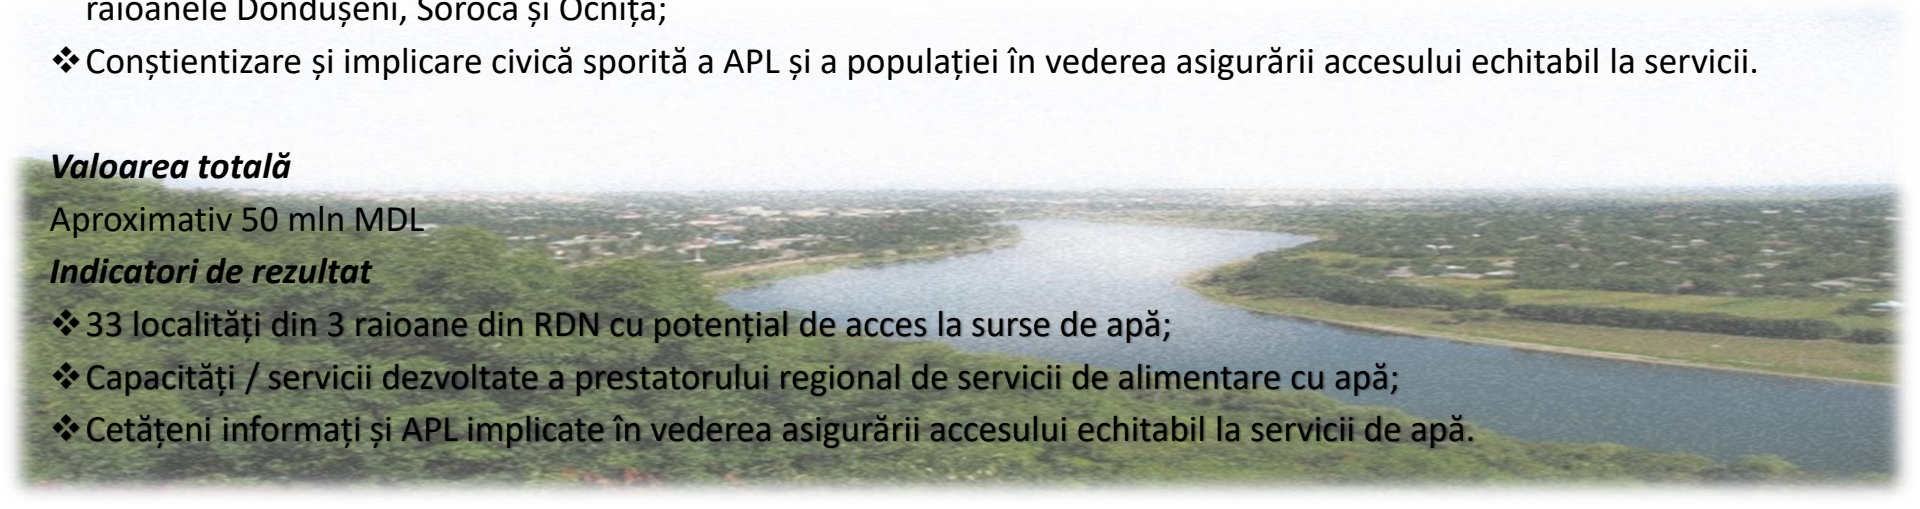 raioanele Dondușeni, Soroca și Ocnița;
❖ Conștientizare și implicare civică sporită a APL și a populației în vederea asigurării accesului echitabil la servicii.
Valoarea totală
Aproximativ 50 mln MDL
Indicatori de rezultat
❖ 33 localități din 3 raioane din RDN cu potențial de acces la surse de apă;
❖ Capacități / servicii dezvoltate a prestatorului regional de servicii de alimentare cu apă;
❖ Cetățeni informați și APL implicate în vederea asigurării accesului echitabil la servicii de apă.